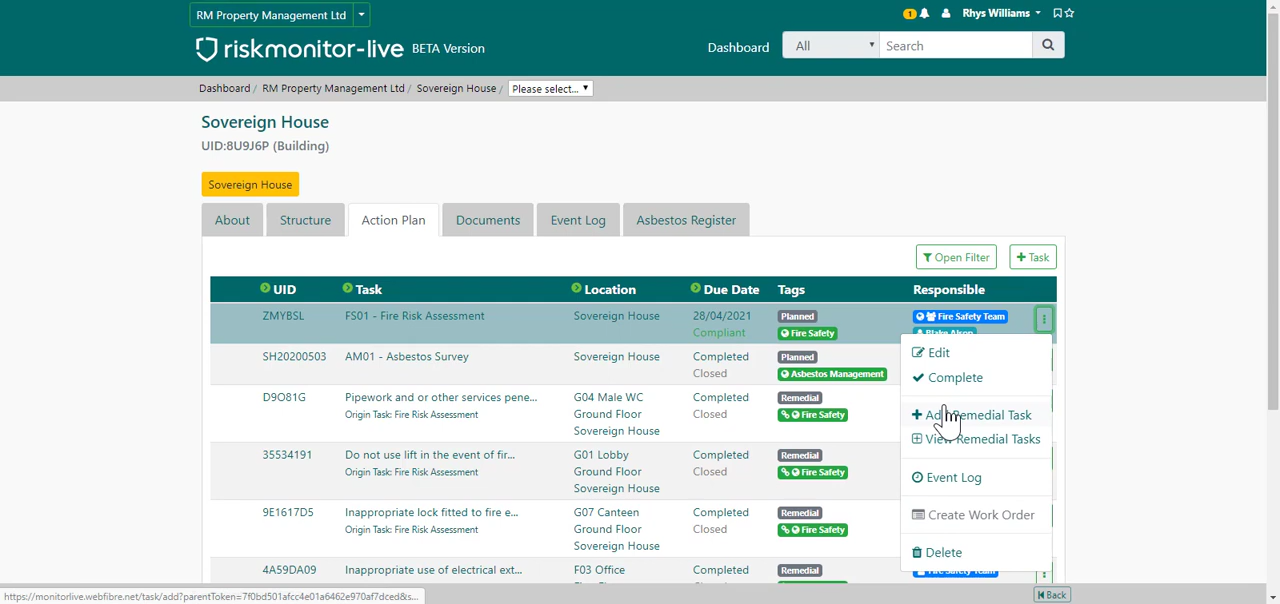 RM Property Management Ltd
1
Rhys Williams
riskmonitor-live BETA Version
Dashboard
All
Search
Dashboard / RM Property Management Ltd / Sovereign House / Please select...
Sovereign House
UID:8U9J6P (Building)
Sovereign House
About
Structure
Action Plan
Documents
Event Log
Asbestos Register
Open Filter
+ Task
UID Task Location Due Date Tags Responsible
ZMYBSL FS01 - Fire Risk Assessment Sovereign House 28/04/2021 Planned Fire Safety Team
Compliant Fire Safety Blake Alson
SH20200503 AM01 - Asbestos Survey Sovereign House Completed Planned
Closed Asbestos Management
D9O81G Pipework and or other services pene... G04 Male WC Completed Remedial
Origin Task: Fire Risk Assessment Ground Floor Closed Fire Safety
Sovereign House
35534191 Do not use lift in the event of fir... G01 Lobby Completed Remedial
Origin Task: Fire Risk Assessment Ground Floor Closed Fire Safety
Sovereign House
9E1617D5 Inappropriate lock fitted to fire e... G07 Canteen Completed Remedial
Origin Task: Fire Risk Assessment Ground Floor Closed Fire Safety
Sovereign House
4A59DA09 Inappropriate use of electrical ext... F03 Office Completed Remedial
Edit
Complete
Add Remedial Task
View Remedial Tasks
Event Log
Create Work Order
Delete
Fire Safety Team
https://monitorlive.webfibre.net/task/add?parentToken=7f0bd501afcc4e01a6462e970af7dced&s...
Back